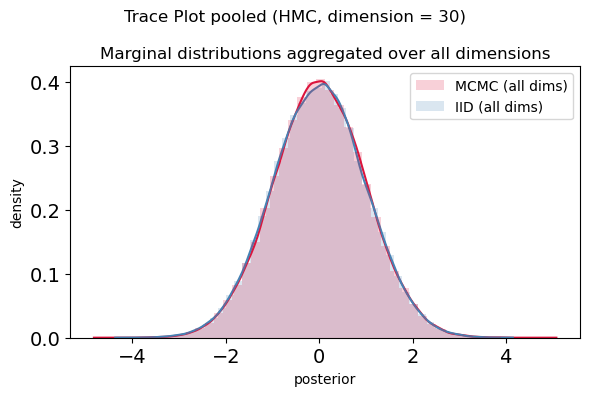 Trace Plot pooled (HMC, dimension = 30)
Marginal distributions aggregated over all dimensions
MCMC (all dims)
IID (all dims)
density
0.4
0.3
0.2
0.1
0.0
−4
−2
0
2
4
posterior